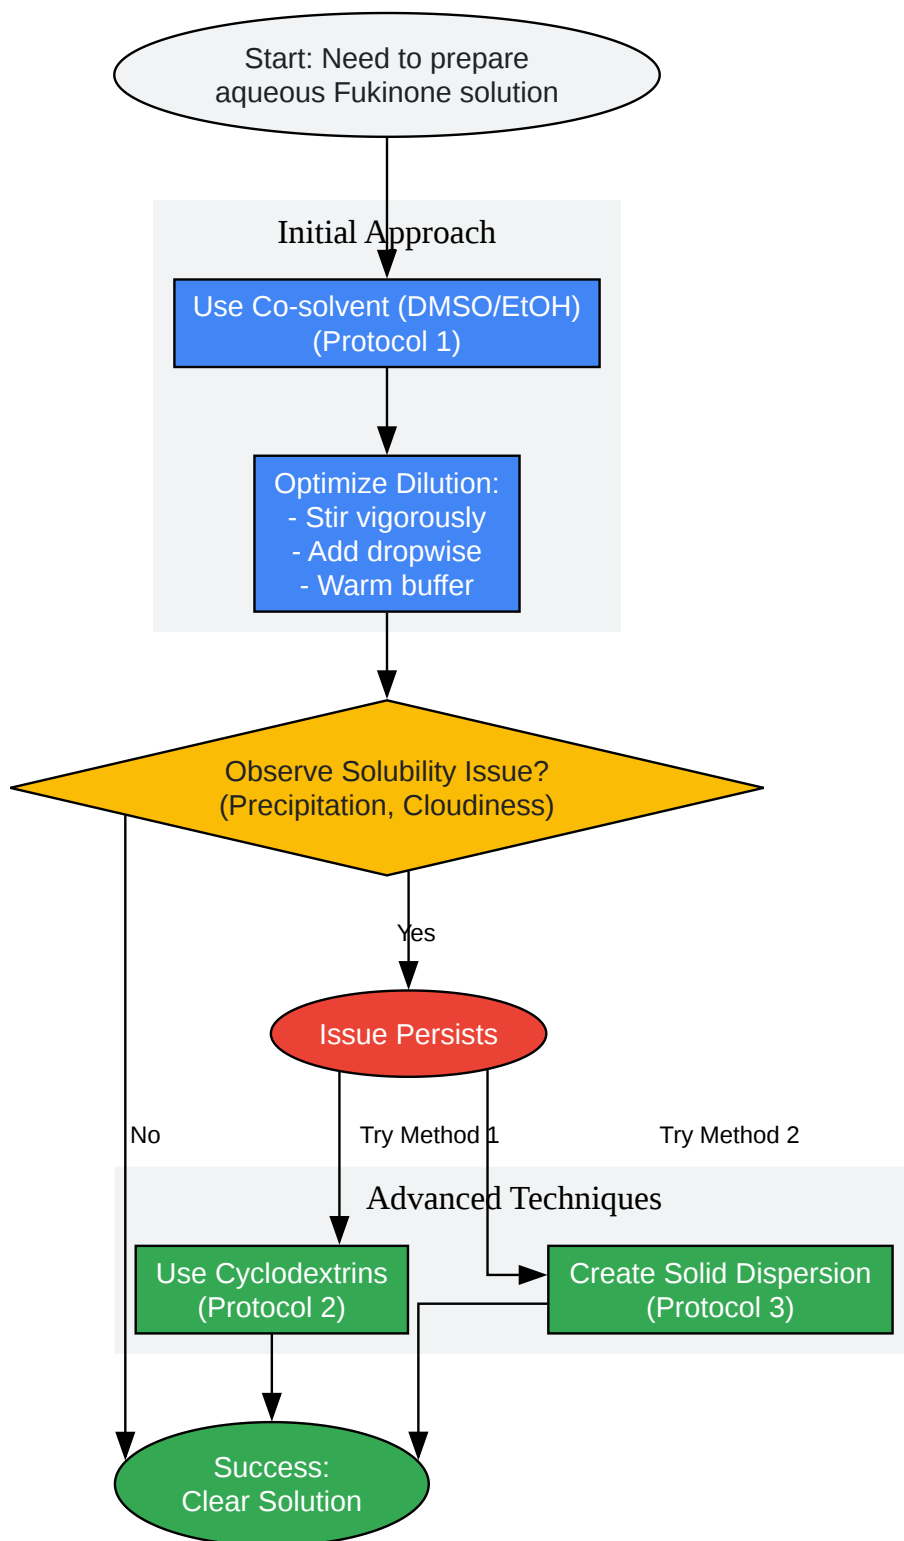 Start: Need to prepare
aqueous Fukinone solution
Initial Approach
Use Co-solvent (DMSO/EtOH)
(Protocol 1)
Optimize Dilution:
- Stir vigorously
- Add dropwise
- Warm buffer
Observe Solubility Issue?
(Precipitation, Cloudiness)
Yes
Issue Persists
No
Try Method 1
Try Method 2
Advanced Techniques
Use Cyclodextrins
(Protocol 2)
Create Solid Dispersion
(Protocol 3)
Success:
Clear Solution